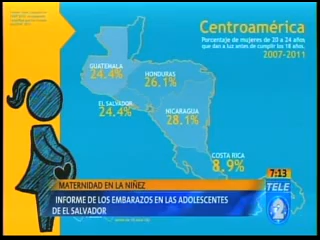 Centroamérica
Porcentaje de mujeres de 20 a 24 años
que dan a luz antes de cumplir los 18 años.
2007-2011
GUATEMALA
24,4%
HONDURAS
26,1%
EL SALVADOR
24,4%
NICARAGUA
28,1%
COSTA RICA
8,9%
7:13
MATERNIDAD EN LA NIÑEZ
INFORME DE LOS EMBARAZOS EN LAS ADOLESCENTES
DE EL SALVADOR
TELE